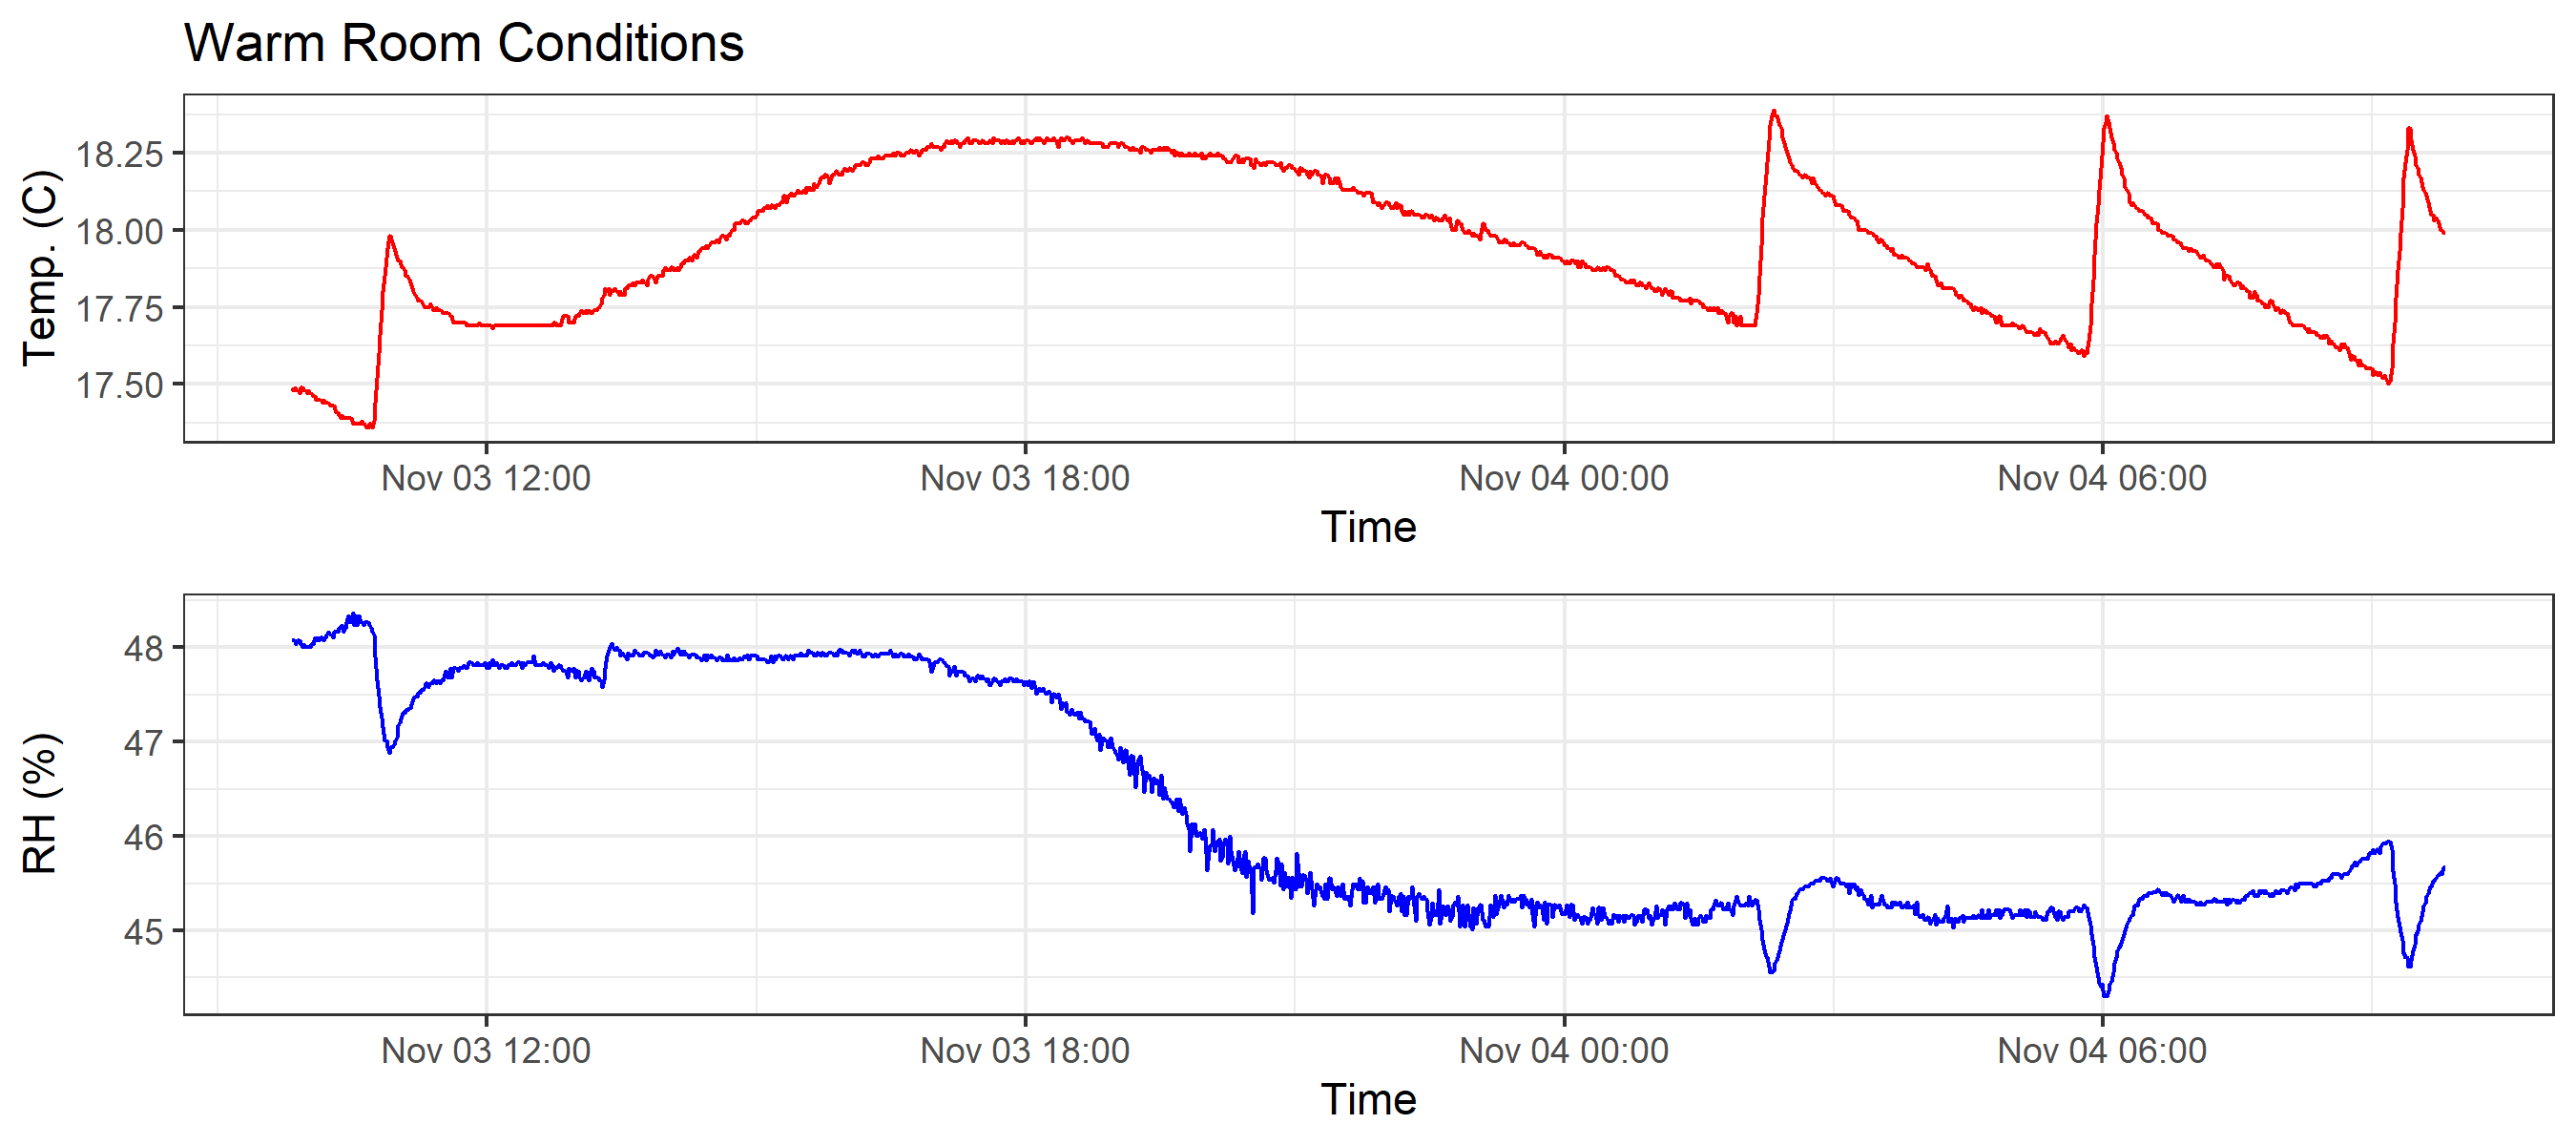 Warm Room Conditions
Temp. (C)
18.25
18.00
17.75
17.50
Nov 03 12:00 Nov 03 18:00 Nov 04 00:00 Nov 04 06:00
Time
RH (%)
48
47
46
45
Nov 03 12:00 Nov 03 18:00 Nov 04 00:00 Nov 04 06:00
Time